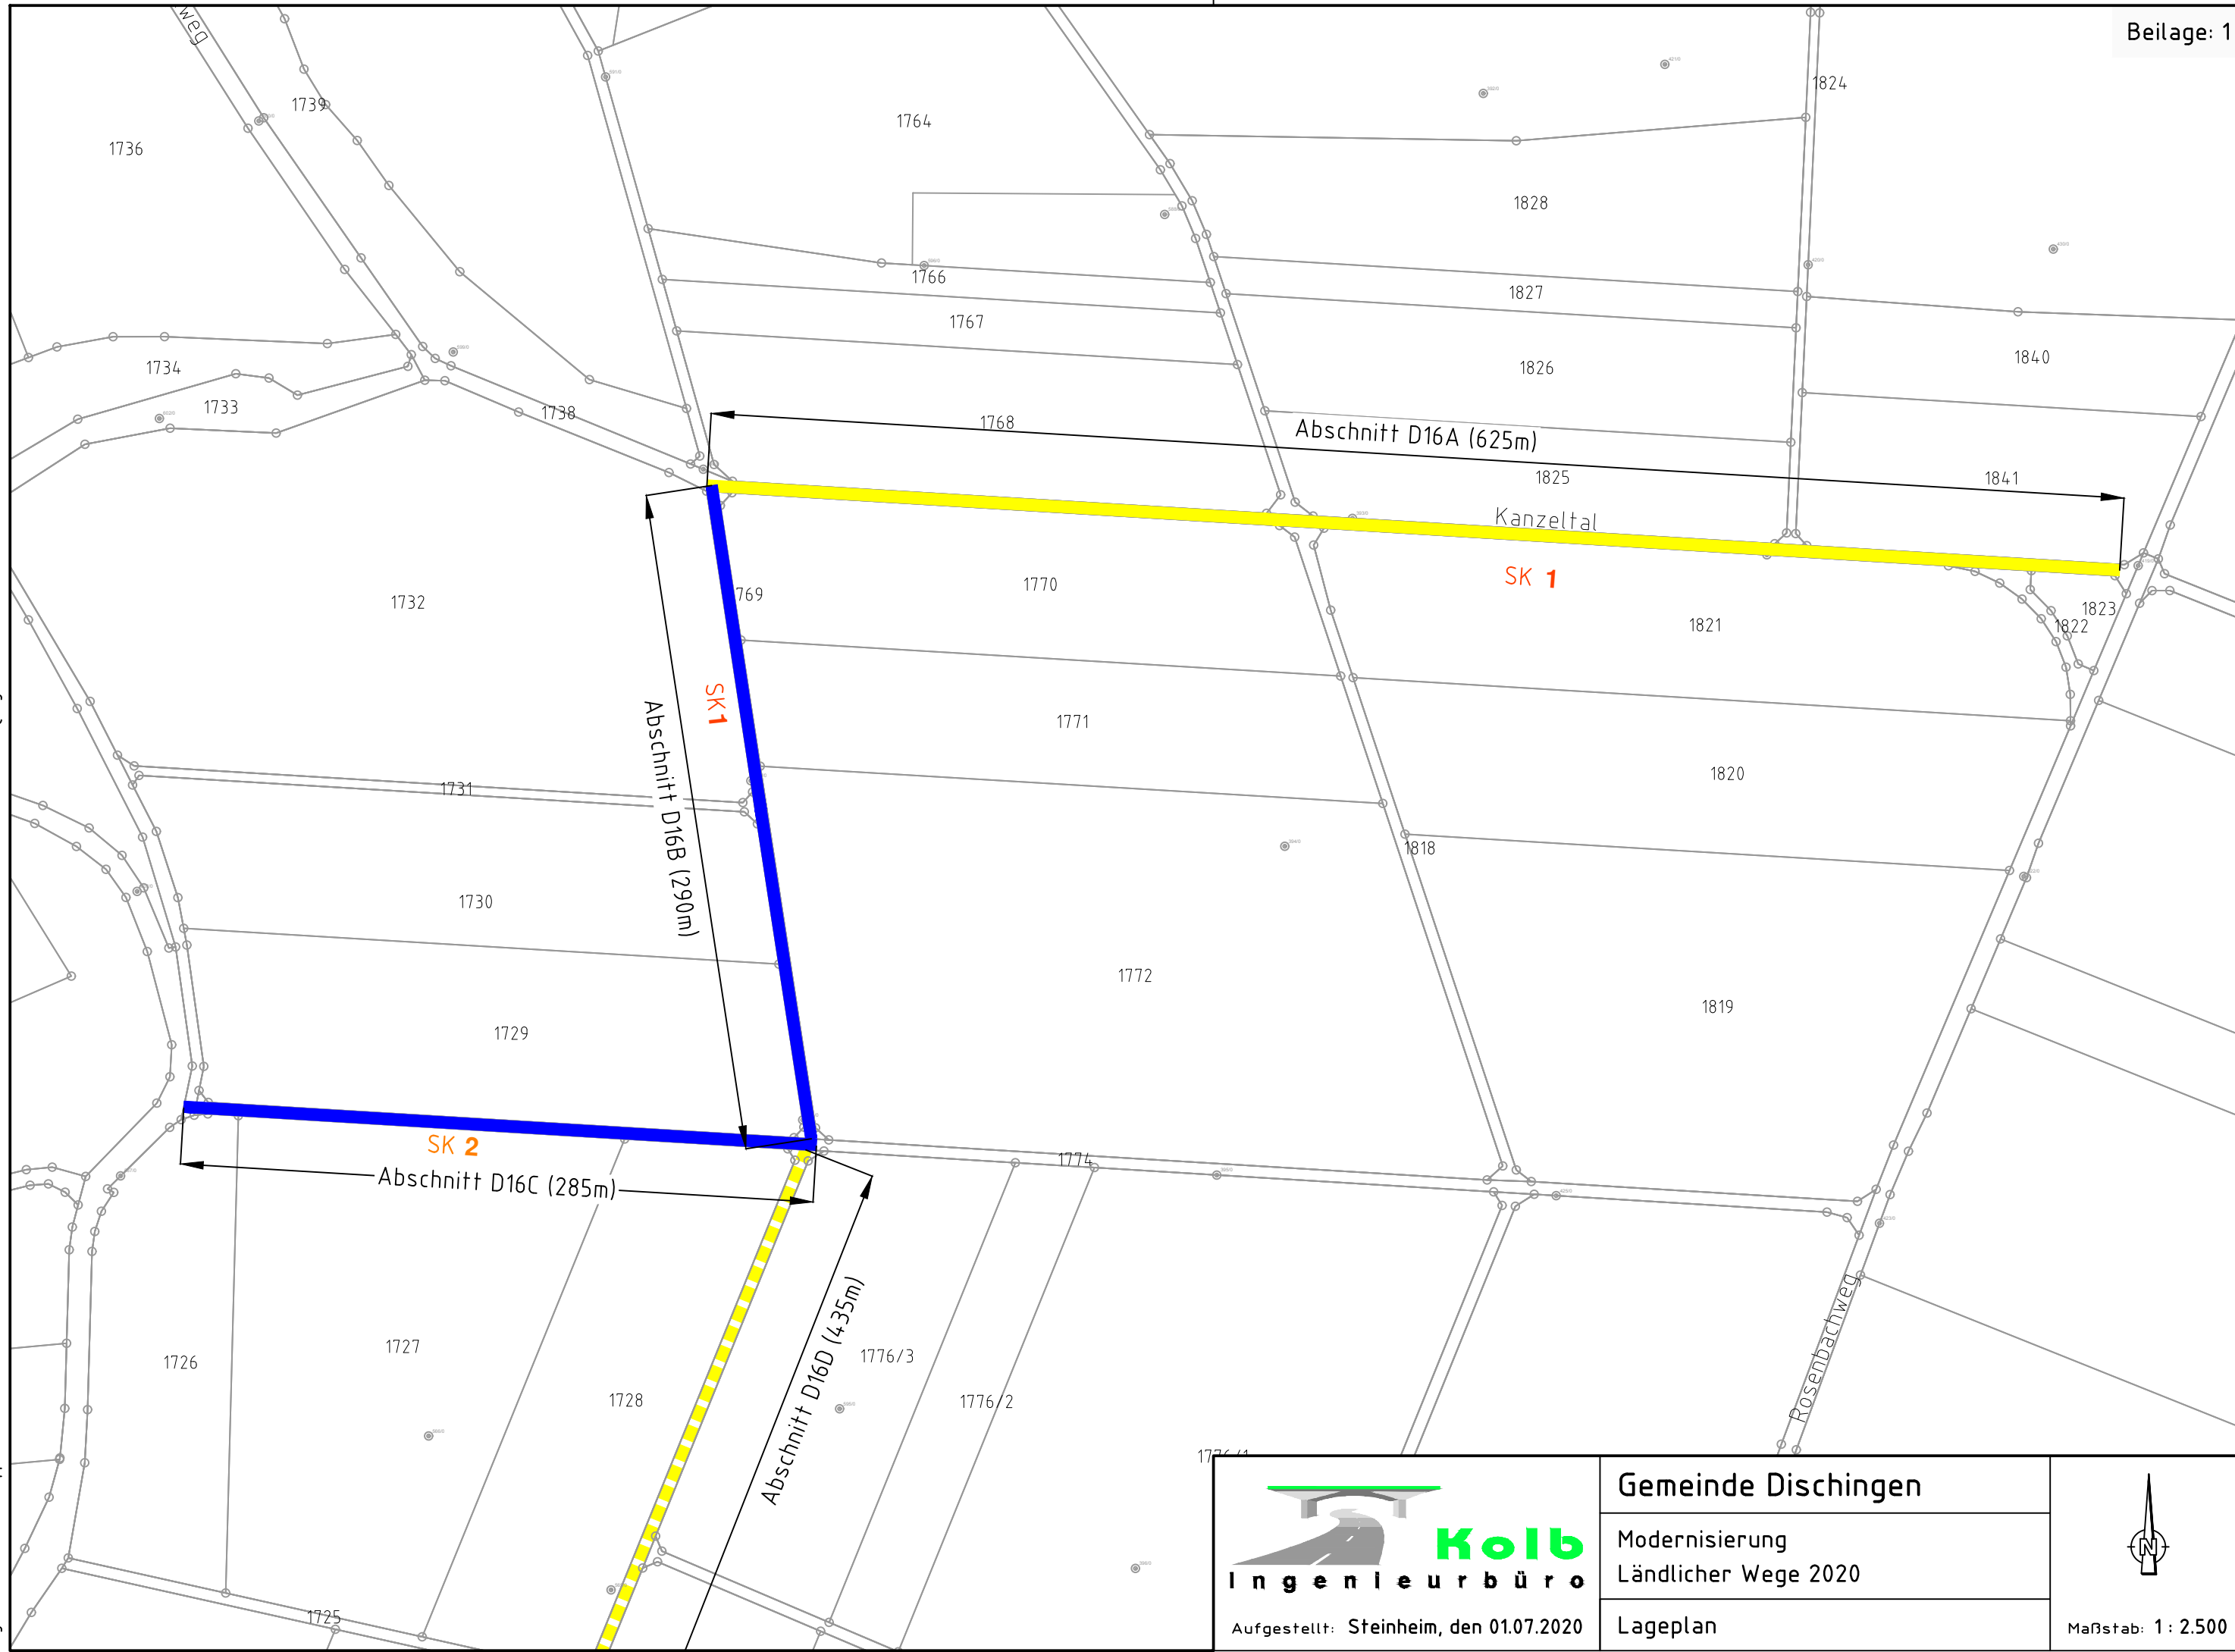 Beilage: 1
weg
1824
1739
1764
1736
1828
1766
1827
1767
1840
1734
1826
1733
1738
1768
Abschnitt D16A (625m)
1825
1841
Kanzeltal
SK 1
1770
769
1732
1823
1821
1822
SK1
Abschnitt D16B (290m)
1771
1820
1731
1818
1730
1772
1819
1729
SK 2
Abschnitt D16C (285m)
1774
Abschnitt D16D (435m)
Rosenbachweg
1727
1776/3
1726
1728
1776/2
1776/1
1725
Kolb
Ingenieurbüro
Aufgestellt: Steinheim, den 01.07.2020
Gemeinde Dischingen
Modernisierung
Ländlicher Wege 2020
Lageplan
N
Maßstab: 1 : 2.500